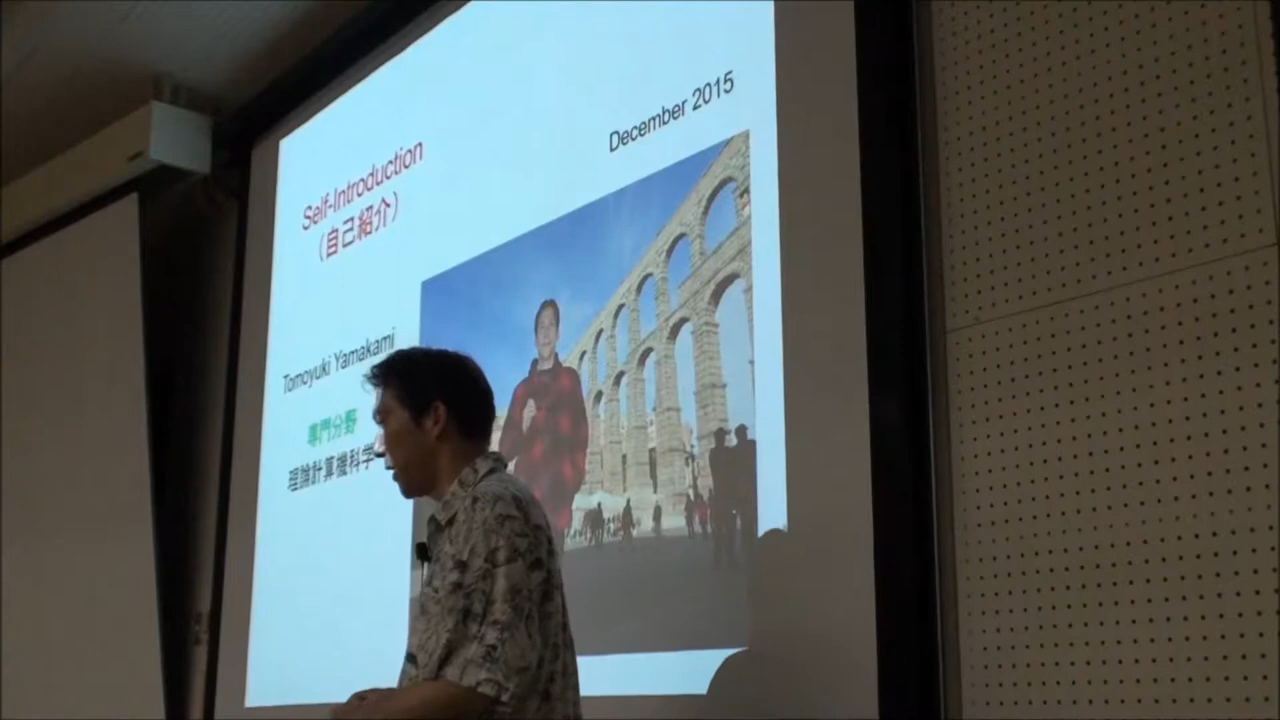 December 2015
Self-Introduction
(自己紹介)
Tomoyuki Yamakami
専門分野
理論計算機科学